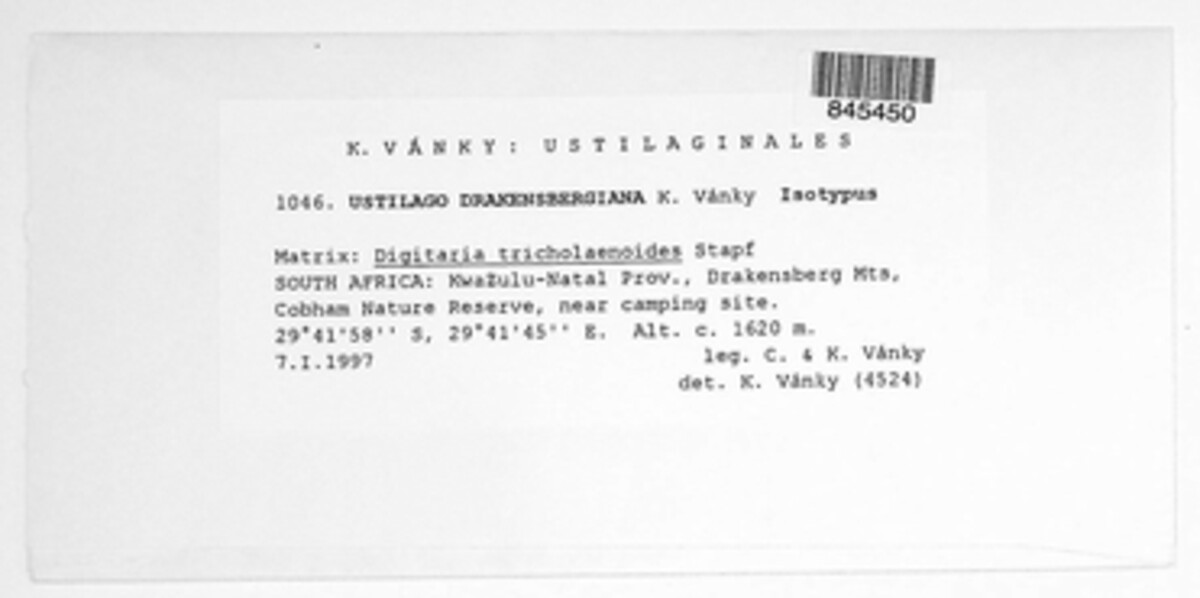 845450
K. VÁNKY: USTILAGINALES
1046. USTILAGO DRAKENSBERGIANA K. Vánky Isotypus
Matrix: Digitaria tricholaenoides Stapf
SOUTH AFRICA: KwaZulu-Natal Prov., Drakensberg Mts,
Cobham Nature Reserve, near camping site.
29°41'58'' S, 29°41'45'' E. Alt. c. 1620 m.
7.I.1997 leg. C. & K. Vánky
det. K. Vánky (4524)